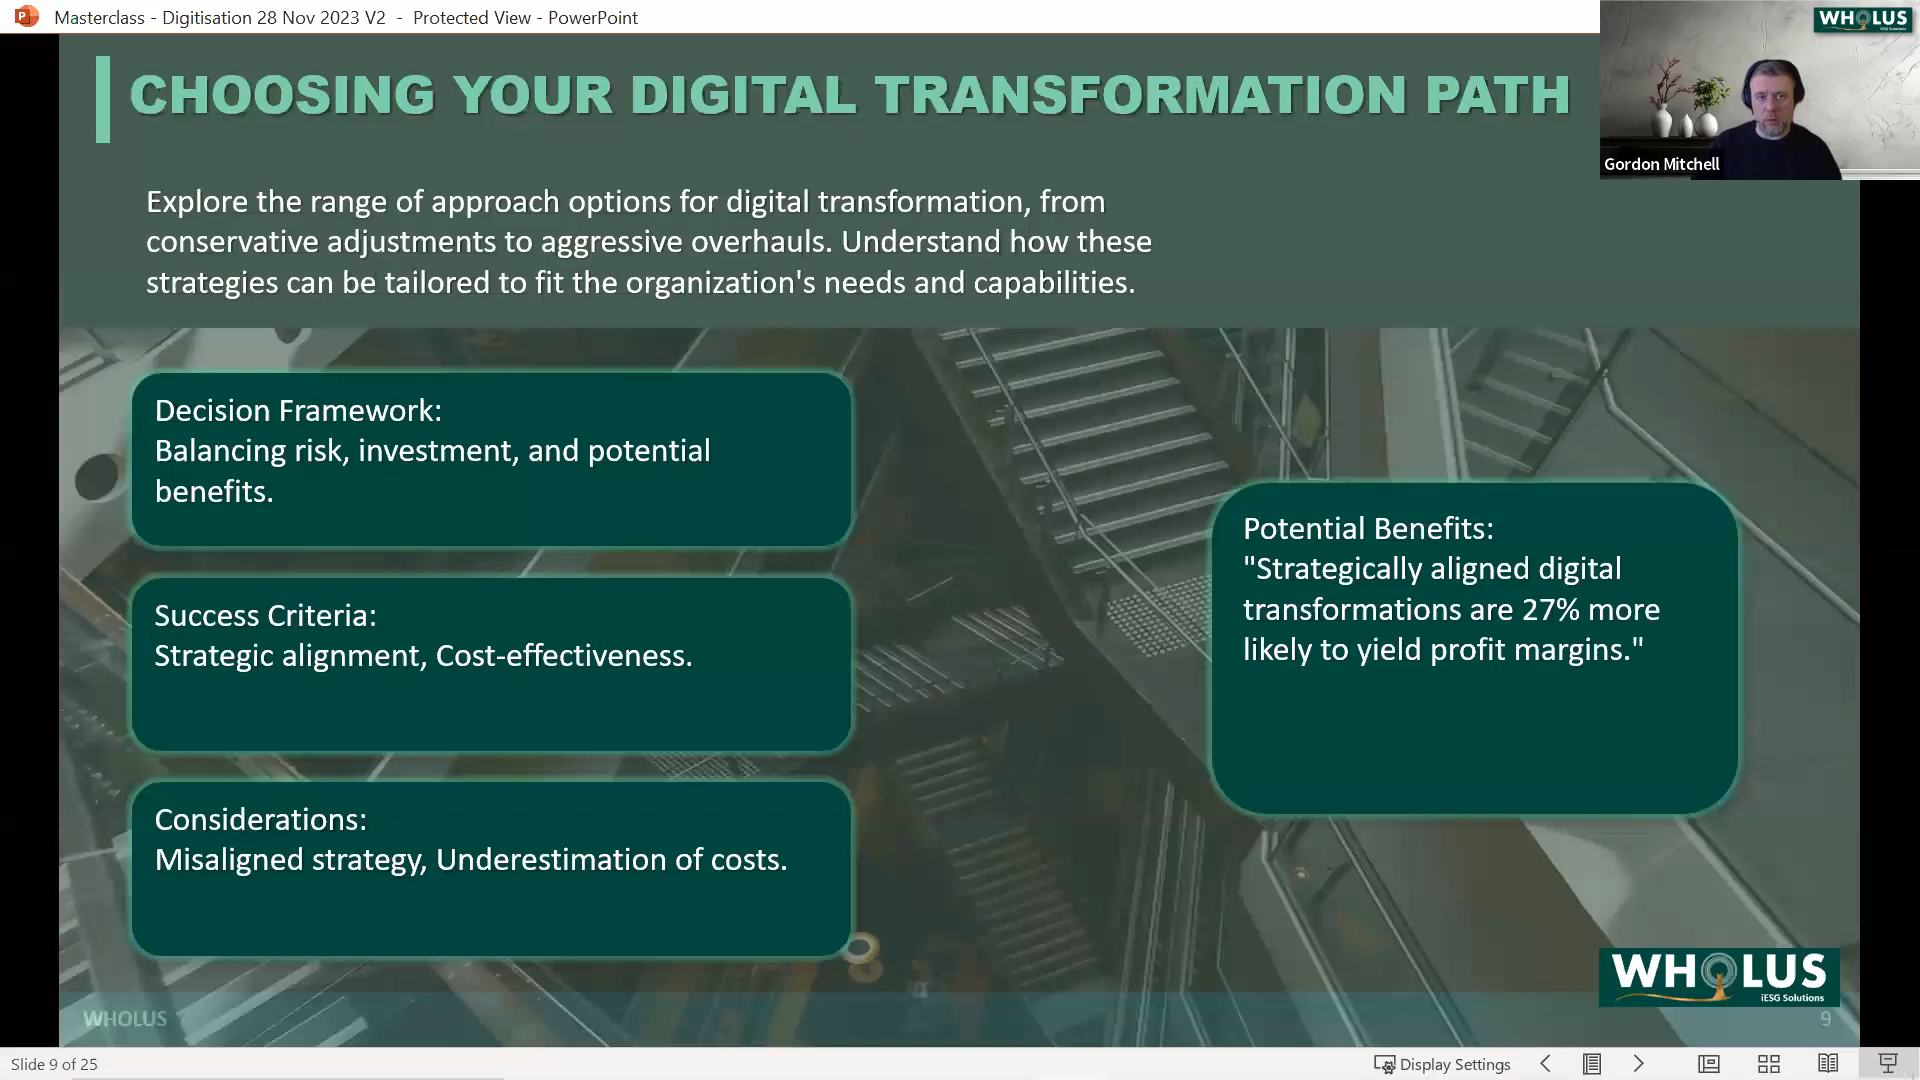 Masterclass - Digitisation 28 Nov 2023 V2 - Protected View - PowerPoint
WHOLUS
iESG Solutions
Gordon Mitchell
CHOOSING YOUR DIGITAL TRANSFORMATION PATH
Explore the range of approach options for digital transformation, from
conservative adjustments to aggressive overhauls. Understand how these
strategies can be tailored to fit the organization's needs and capabilities.
Decision Framework:
Balancing risk, investment, and potential
benefits.
Success Criteria:
Strategic alignment, Cost-effectiveness.
Considerations:
Misaligned strategy, Underestimation of costs.
Potential Benefits:
"Strategically aligned digital
transformations are 27% more
likely to yield profit margins."
WHOLUS
iESG Solutions
WHOLUS
9
Slide 9 of 25
Display Settings